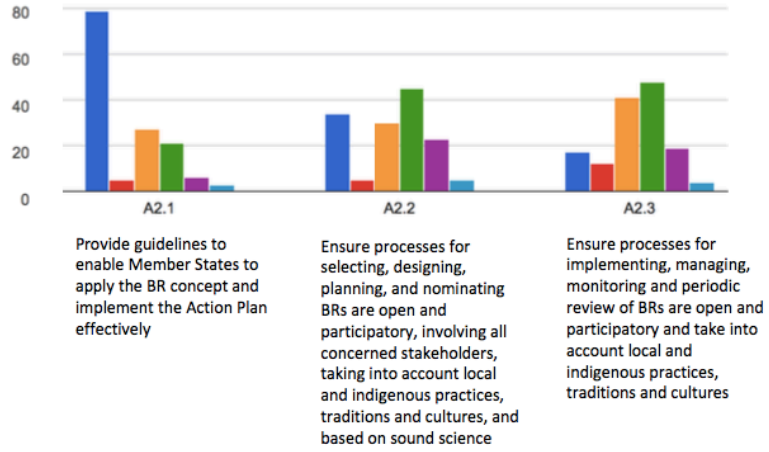 80
60
40
20
0
A2.1
A2.2
A2.3
Provide guidelines to
enable Member States to
apply the BR concept and
implement the Action Plan
effectively
Ensure processes for
selecting, designing,
planning, and nominating
BRs are open and
participatory, involving all
concerned stakeholders,
taking into account local
and indigenous practices,
traditions and cultures, and
based on sound science
Ensure processes for
implementing, managing,
monitoring and periodic
review of BRs are open and
participatory and take into
account local and
indigenous practices,
traditions and cultures